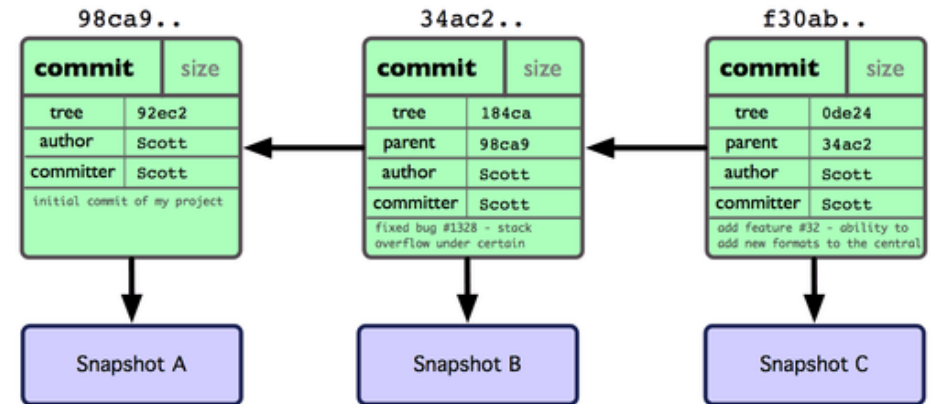 98ca9..
commit size
tree 92ec2
author Scott
committer Scott
initial commit of my project
Snapshot A
34ac2..
commit size
tree 184ca
parent 98ca9
author Scott
committer Scott
fixed bug #1328 - stack
overflow under certain
Snapshot B
f30ab..
commit size
tree 0de24
parent 34ac2
author Scott
committer Scott
add feature #32 - ability to
add new formats to the central
Snapshot C